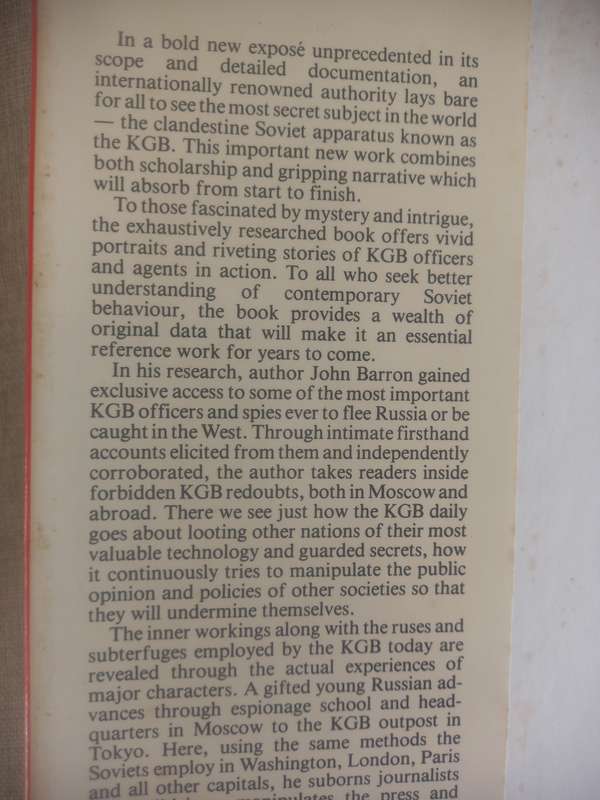 In a bold new exposé unprecedented in its
scope and detailed documentation, an
internationally renowned authority lays bare
for all to see the most secret subject in the world
— the clandestine Soviet apparatus known as
the KGB. This important new work combines
both scholarship and gripping narrative which
will absorb from start to finish.
To those fascinated by mystery and intrigue,
the exhaustively researched book offers vivid
portraits and riveting stories of KGB officers
and agents in action. To all who seek better
understanding of contemporary Soviet
behaviour, the book provides a wealth of
original data that will make it an essential
reference work for years to come.
In his research, author John Barron gained
exclusive access to some of the most important
KGB officers and spies ever to flee Russia or be
caught in the West. Through intimate firsthand
accounts elicited from them and independently
corroborated, the author takes readers inside
forbidden KGB redoubts, both in Moscow and
abroad. There we see just how the KGB daily
goes about looting other nations of their most
valuable technology and guarded secrets, how
it continuously tries to manipulate the public
opinion and policies of other societies so that
they will undermine themselves.
The inner workings along with the ruses and
subterfuges employed by the KGB today are
revealed through the actual experiences of
major characters. A gifted young Russian ad-
vances through espionage school and head-
quarters in Moscow to the KGB outpost in
Tokyo. Here, using the same methods the
Soviets employ in Washington, London, Paris
and all other capitals, he suborns journalists
manipulates the press and